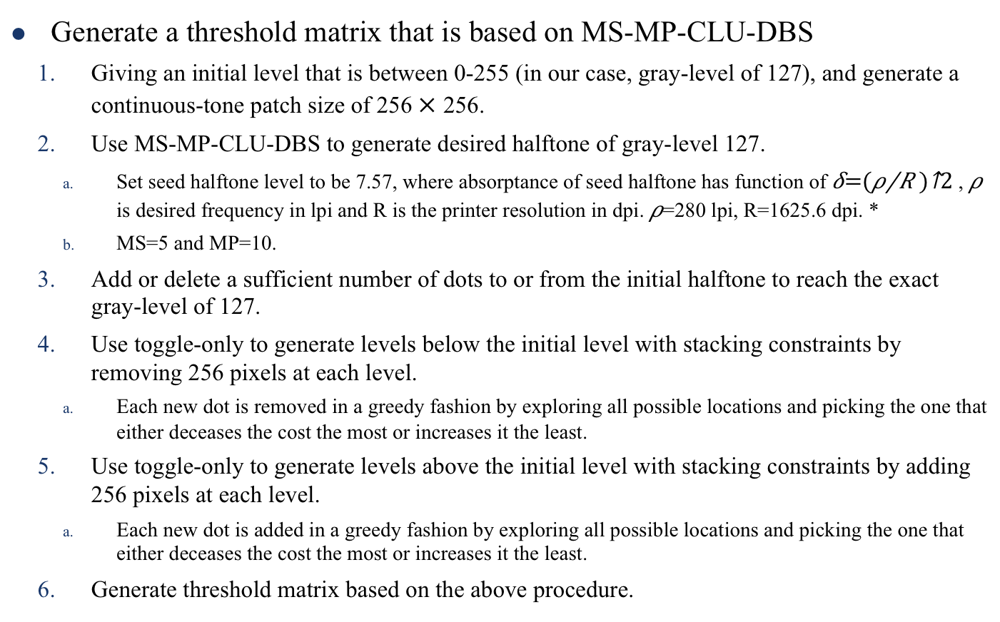 • Generate a threshold matrix that is based on MS-MP-CLU-DBS
1. Giving an initial level that is between 0-255 (in our case, gray-level of 127), and generate a
continuous-tone patch size of 256 × 256.
2. Use MS-MP-CLU-DBS to generate desired halftone of gray-level 127.
a. Set seed halftone level to be 7.57, where absorptance of seed halftone has function of δ=(ρ/R)↑2 , ρ
is desired frequency in lpi and R is the printer resolution in dpi. ρ=280 lpi, R=1625.6 dpi. *
b. MS=5 and MP=10.
3. Add or delete a sufficient number of dots to or from the initial halftone to reach the exact
gray-level of 127.
4. Use toggle-only to generate levels below the initial level with stacking constraints by
removing 256 pixels at each level.
a. Each new dot is removed in a greedy fashion by exploring all possible locations and picking the one that
either deceases the cost the most or increases it the least.
5. Use toggle-only to generate levels above the initial level with stacking constraints by adding
256 pixels at each level.
a. Each new dot is added in a greedy fashion by exploring all possible locations and picking the one that
either deceases the cost the most or increases it the least.
6. Generate threshold matrix based on the above procedure.